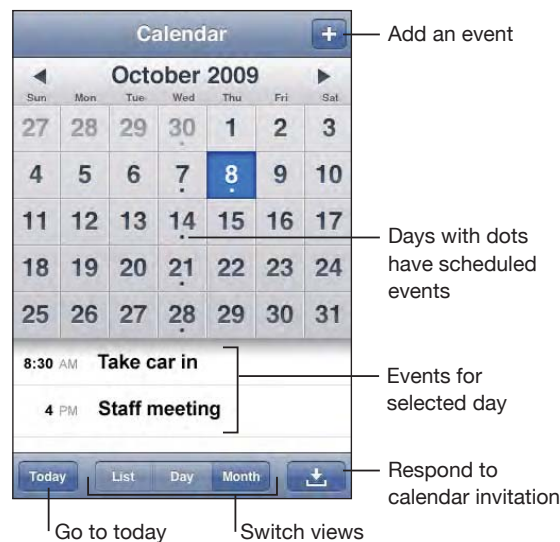 Calendar
+
Add an event
October 2009
Sun Mon Tue Wed Thu Fri Sat
27 28 29 30 1 2 3
4 5 6 7 8 9 10
11 12 13 14 15 16 17
18 19 20 21 22 23 24
25 26 27 28 29 30 31
Days with dots
have scheduled
events
8:30 AM Take car in
4 PM Staff meeting
Events for
selected day
Today List Day Month
Respond to
calendar invitation
Go to today
Switch views